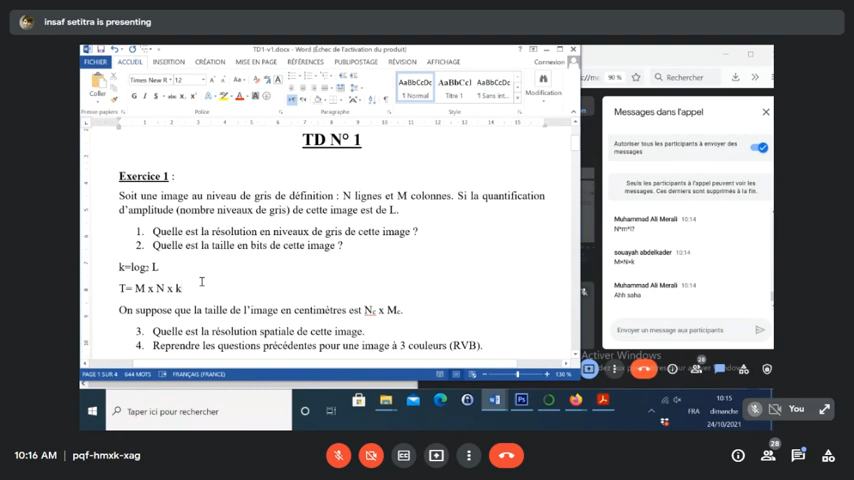 insaf setitra is presenting
TD1-v1.docx (Échec de l'activation du produit)
FICHIER
ACCUEIL
INSERTION
CRÉATION
MISE EN PAGE
RÉFÉRENCES
PUBLIPOSTAGE
RÉVISION
AFFICHAGE
Connexion
Coller
Times New R
12
AaBbCcDc
AaBbC
AaBbCcDc
¶ Normal
Titre 1
¶ Sans int...
Modification
Presse-papiers
Police
Paragraphe
Style
TD N° 1
Exercice 1 :
Soit une image au niveau de gris de définition : N lignes et M colonnes. Si la quantification
d'amplitude (nombre niveaux de gris) de cette image est de L.
1. Quelle est la résolution en niveaux de gris de cette image ?
2. Quelle est la taille en bits de cette image ?
k=log₂ L
T= M x N x k
On suppose que la taille de l'image en centimètres est Nc x Mc.
3. Quelle est la résolution spatiale de cette image.
4. Reprendre les questions précédentes pour une image à 3 couleurs (RVB).
PAGE 1 SUR 4
644 MOTS
FRANÇAIS (FRANCE)
130 %
90 %
Rechercher
Messages dans l'appel
Autoriser tous les participants à envoyer des
messages
Seuls les participants à l'appel peuvent voir les
messages. Ces derniers sont supprimés à la fin.
Muhammad Ali Merali 10:14
N*m*l?
souayah abdelkader 10:14
M×N×k
Muhammad Ali Merali 10:14
Ahh saha
Envoyer un message aux participants
Activer Windows
28
Taper ici pour rechercher
FRA
10:15
dimanche
24/10/2021
You
10:16 AM
pqf-hmxk-xag
28